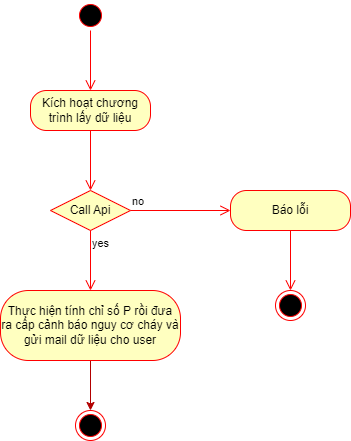 Kích hoạt chương
trình lấy dữ liệu
Call Api
no
Báo lỗi
yes
Thực hiện tính chỉ số P rồi đưa
ra cấp cảnh báo nguy cơ cháy và
gửi mail dữ liệu cho user